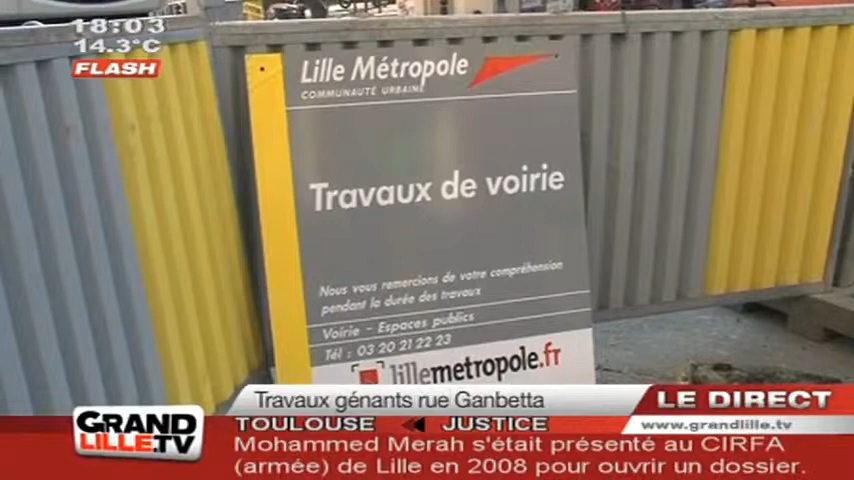 18:03
14.3°C
FLASH
Lille Métropole
COMMUNAUTÉ URBAINE
Travaux de voirie
Nous vous remercions de votre compréhension
pendant la durée des travaux
Voirie - Espaces publics
Tél : 03 20 21 22 23
lillemetropole.fr
Travaux génants rue Ganbetta
LE DIRECT
GRAND
LILLE.TV
TOULOUSE JUSTICE
www.grandlille.tv
Mohammed Merah s'était présenté au CIRFA
(armée) de Lille en 2008 pour ouvrir un dossier.